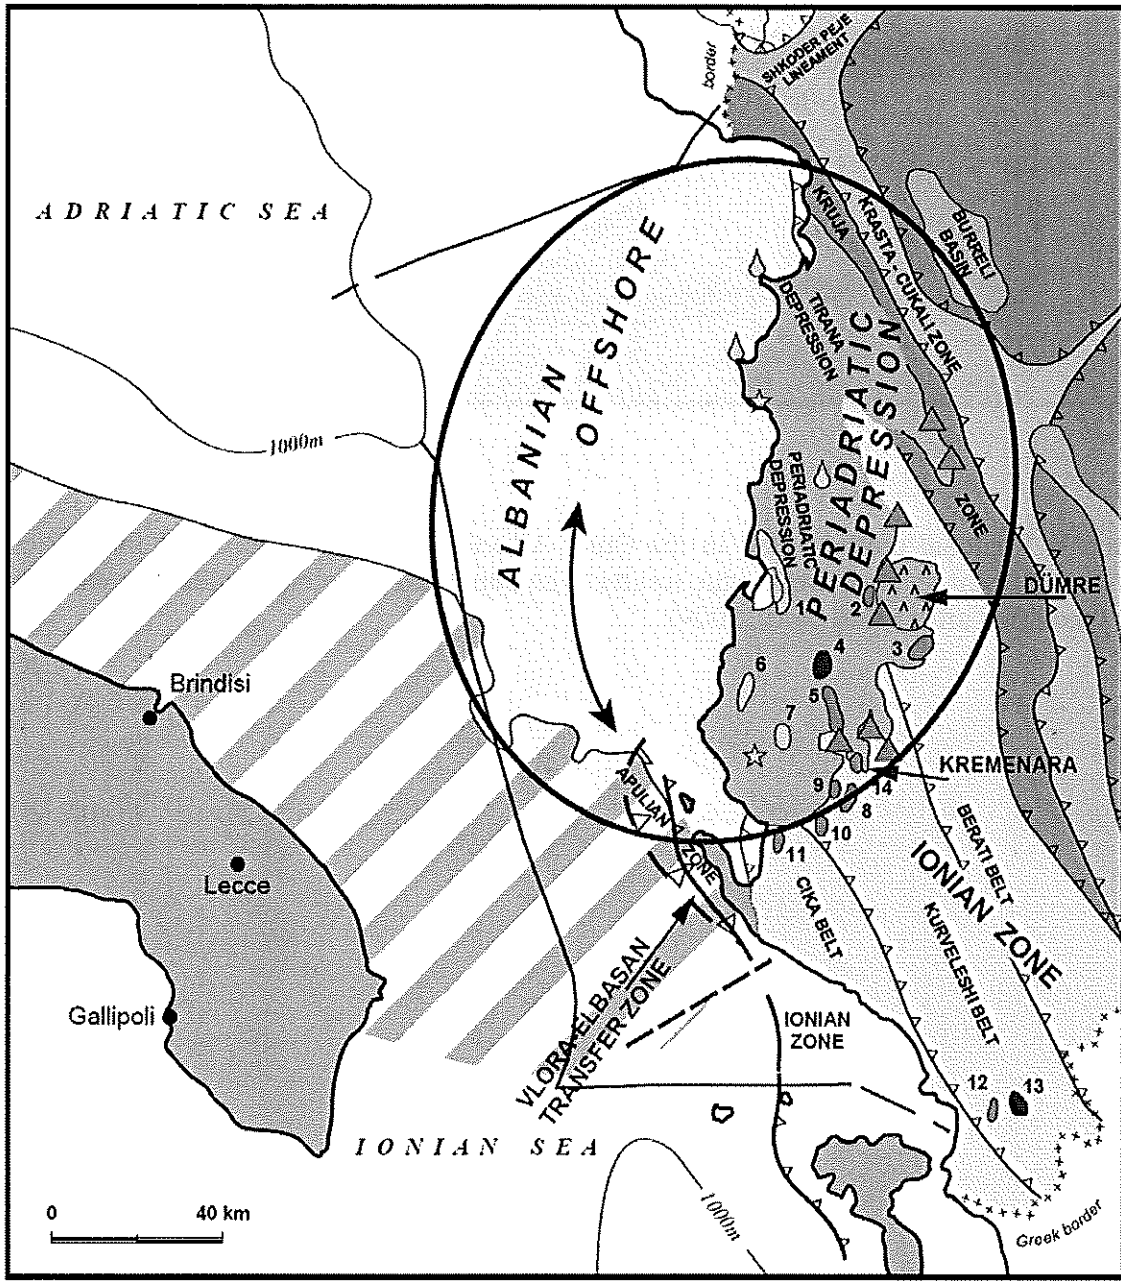 border
SHKODER PEJE
LINEAMENT
ADRIATIC SEA
KRUJA
KRASTA - CUKALI ZONE
BURRELI
BASIN
ALBANIAN
OFFSHORE
TIRANA
DEPRESSION
PERIADRIATIC
DEPRESSION
PERIADRIATIC
DEPRESSION
ZONE
1000m
1
2
DÜMRE
3
4
5
6
7
Brindisi
KREMENARA
9
14
8
10
11
APULIAN ZONE
Lecce
CIKA BELT
BERATI BELT
IONIAN ZONE
KURVELESHI BELT
Gallipoli
VLORA-ELBASAN
TRANSFER ZONE
IONIAN
ZONE
12
13
IONIAN SEA
1000m
0
40 km
Greek border